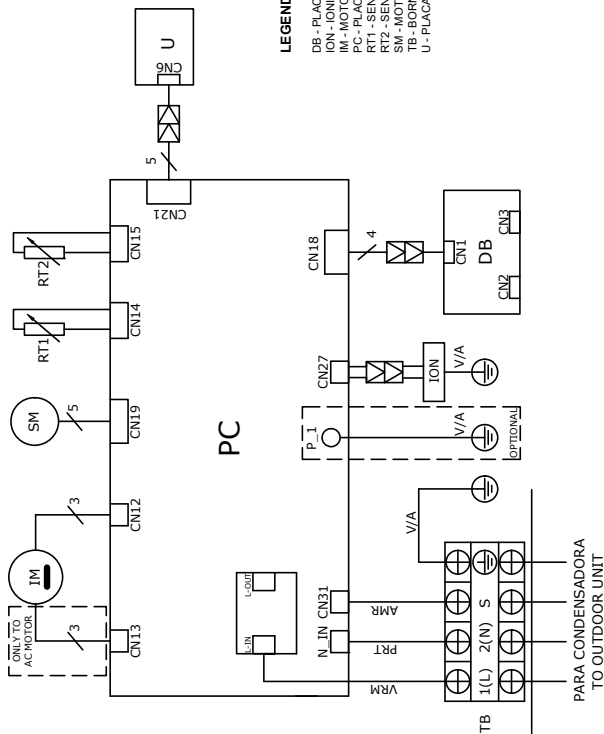 U
CN6
5
CN21
RT2
CN15
RT1
CN14
SM
5
CN19
IM
3
CN12
ONLY TO
AC MOTOR
3
CN13
PC
CN18
4
CN1
DB
CN2
CN3
CN27
ION
V/A
P_1
V/A
OPTIONAL
L-OUT
L-IN
CN31
N_IN
AMR
PRT
VRM
V/A
TB
1(L)
2(N)
S
PARA CONDENSADORA
TO OUTDOOR UNIT
LEGEND
DB - PLAC
ION - IONI
IM - MOTO
PC - PLAC
RT1 - SEN
RT2 - SEN
SM - MOT
TB - BORN
U - PLACA